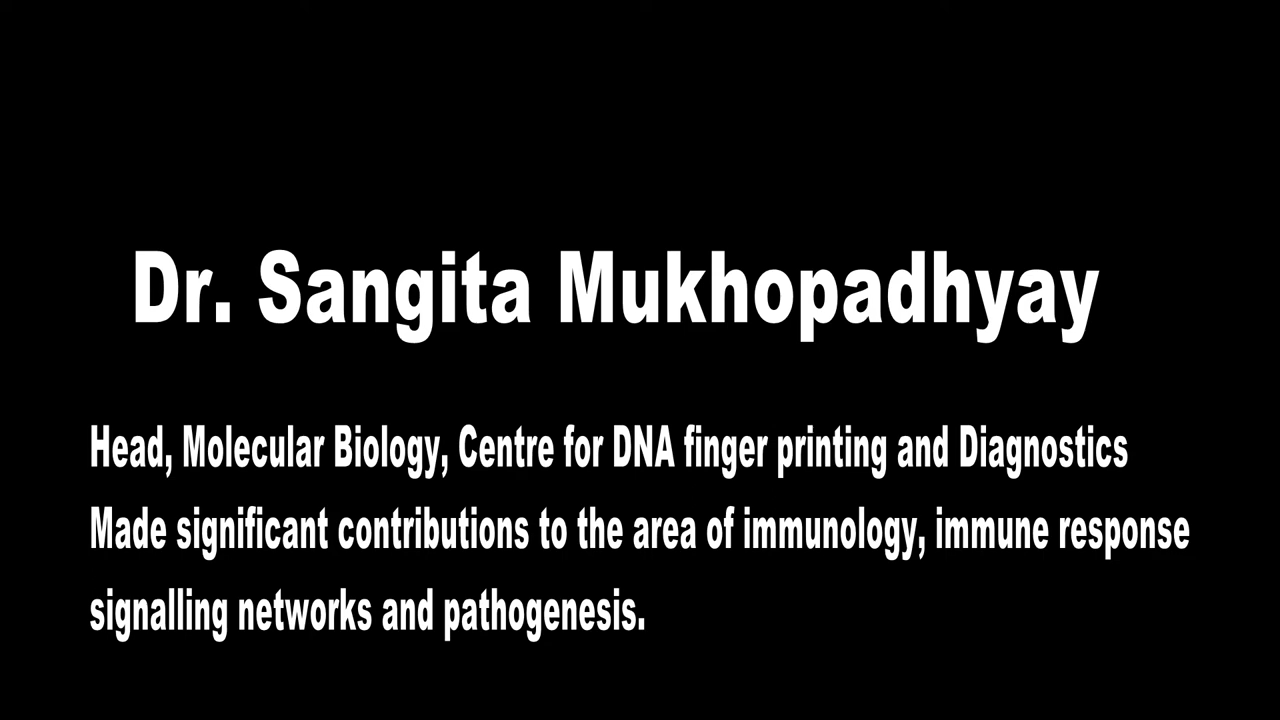 Dr. Sangita Mukhopadhyay
Head, Molecular Biology, Centre for DNA finger printing and Diagnostics
Made significant contributions to the area of immunology, immune response
signalling networks and pathogenesis.